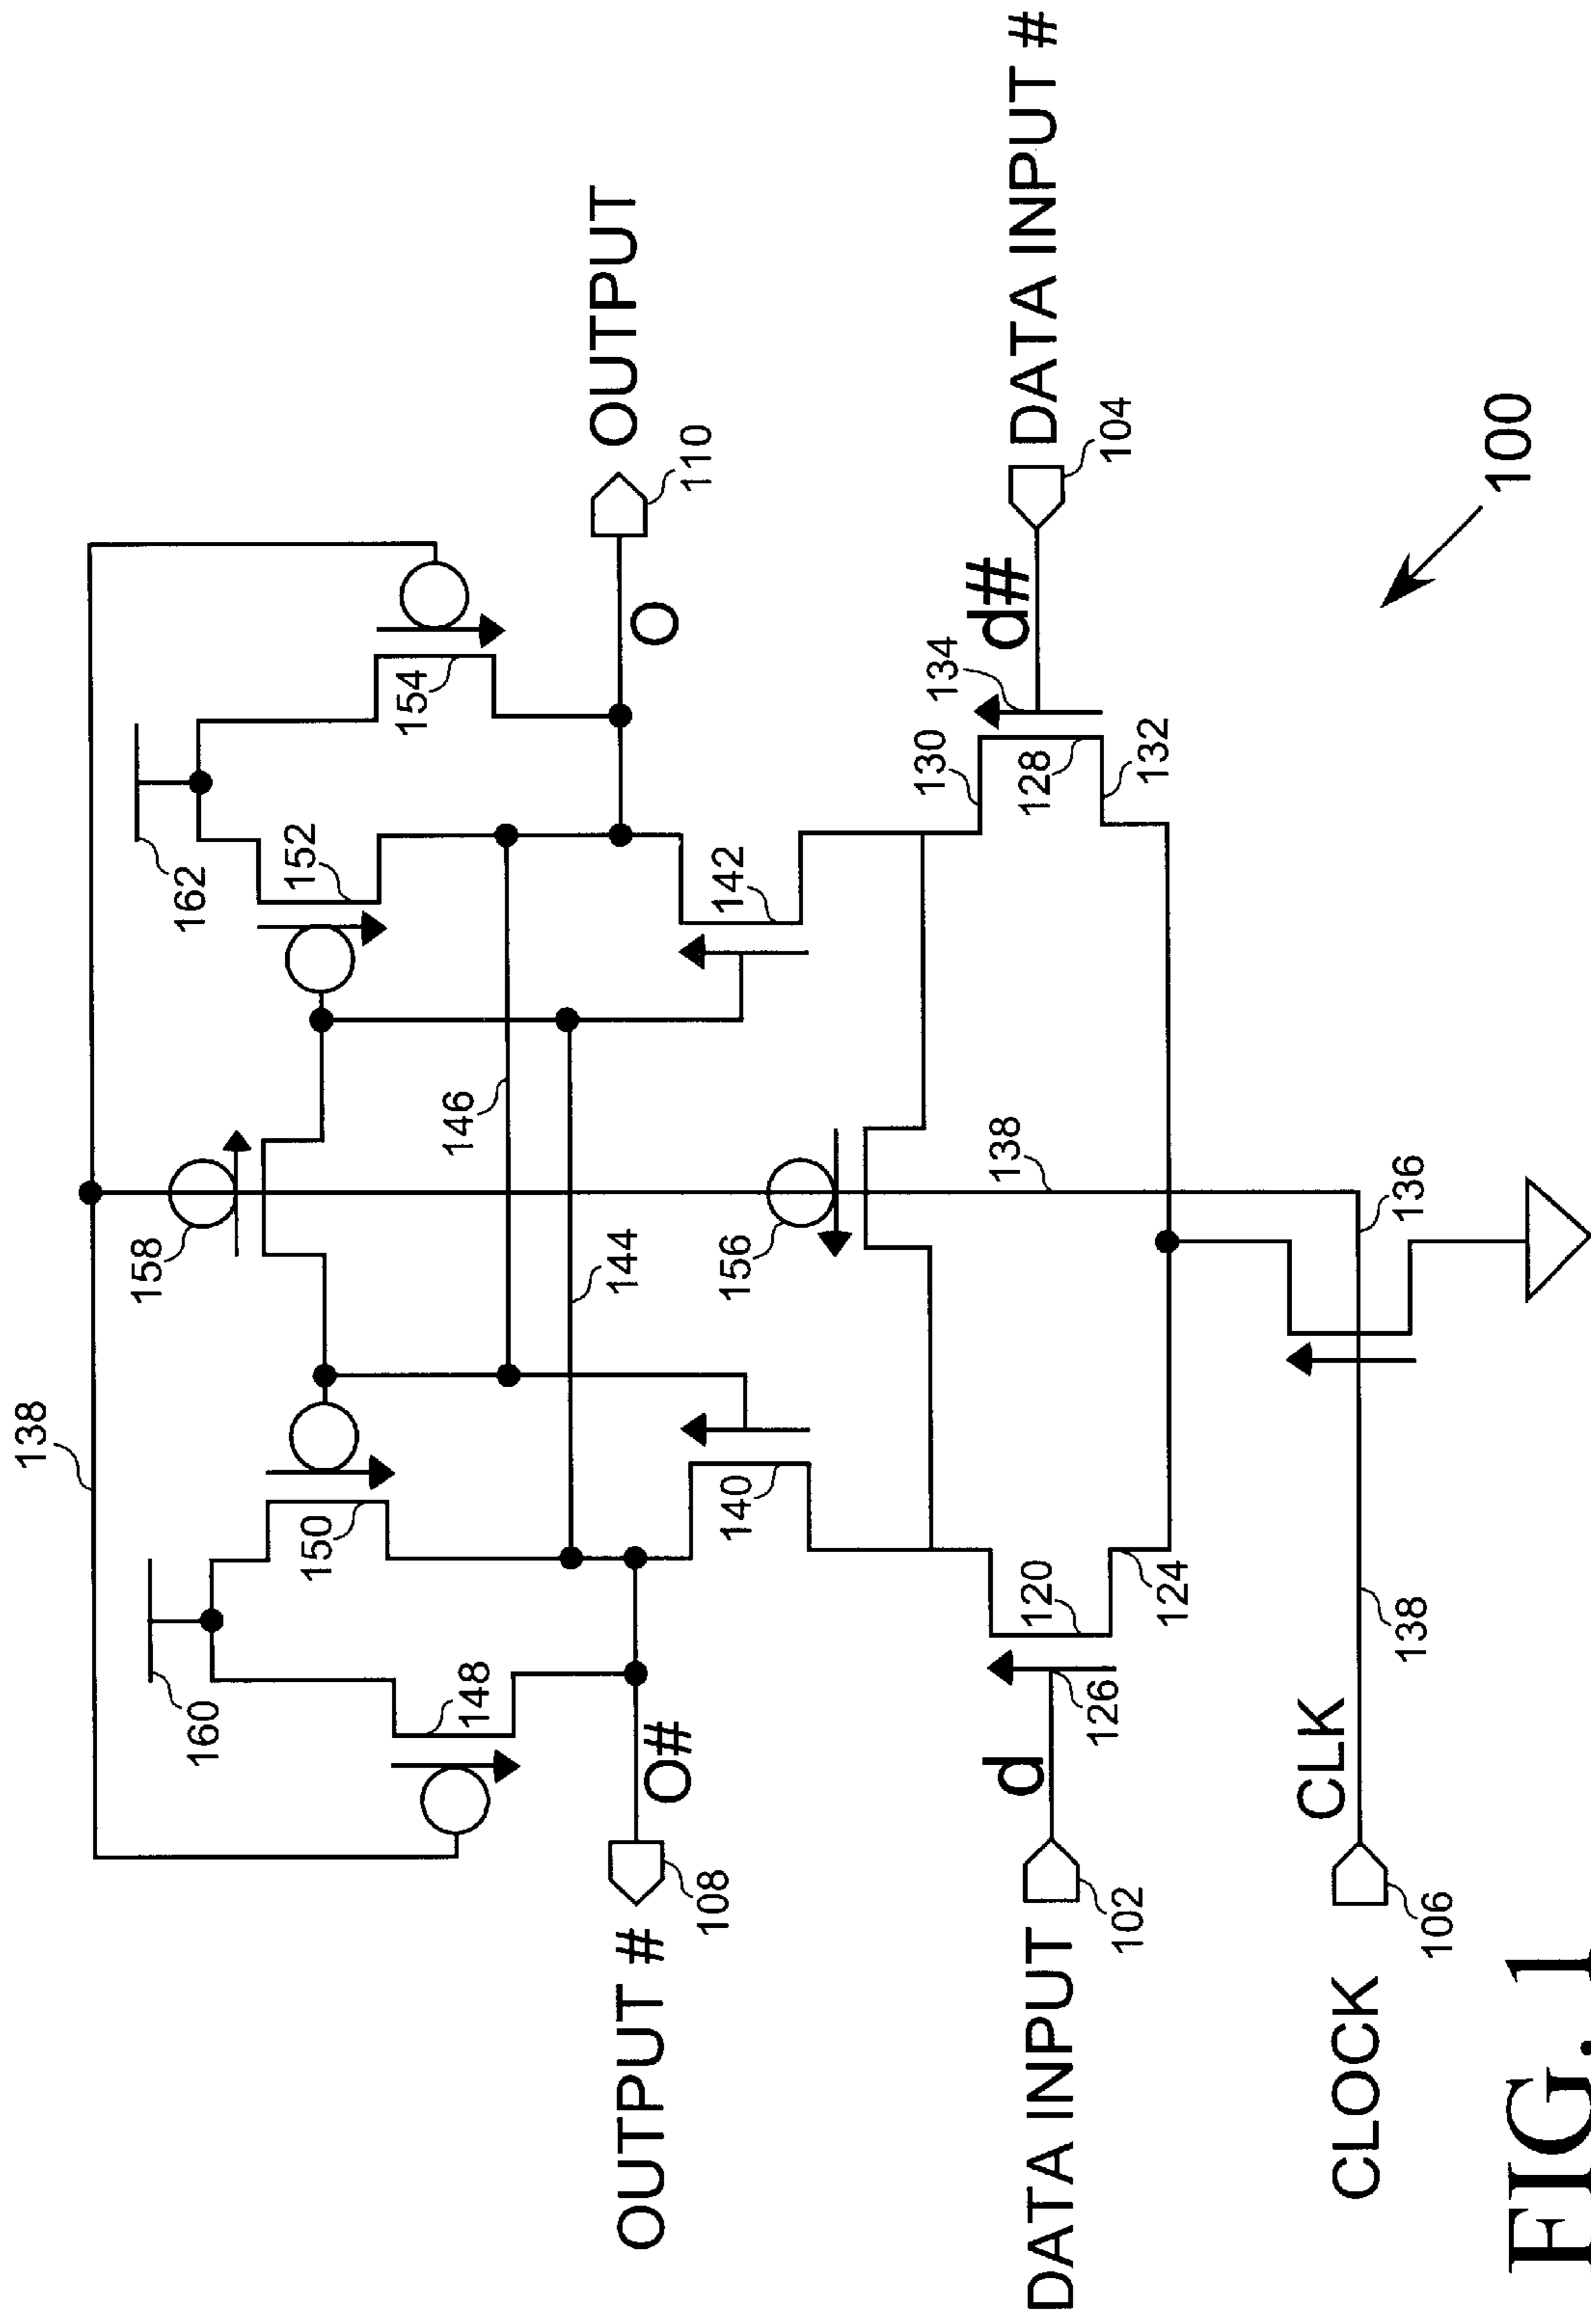 138
160
148
150
158
162
152
154
OUTPUT #
108
O#
144
146
O
110
OUTPUT
140
142
156
DATA INPUT
102
d
126
120
124
138
130
128
134
132
d#
104
DATA INPUT #
CLOCK
106
CLK
138
136
100
FIG. 1